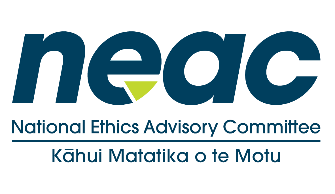 neac
National Ethics Advisory Committee
Kāhui Matatika o te Motu